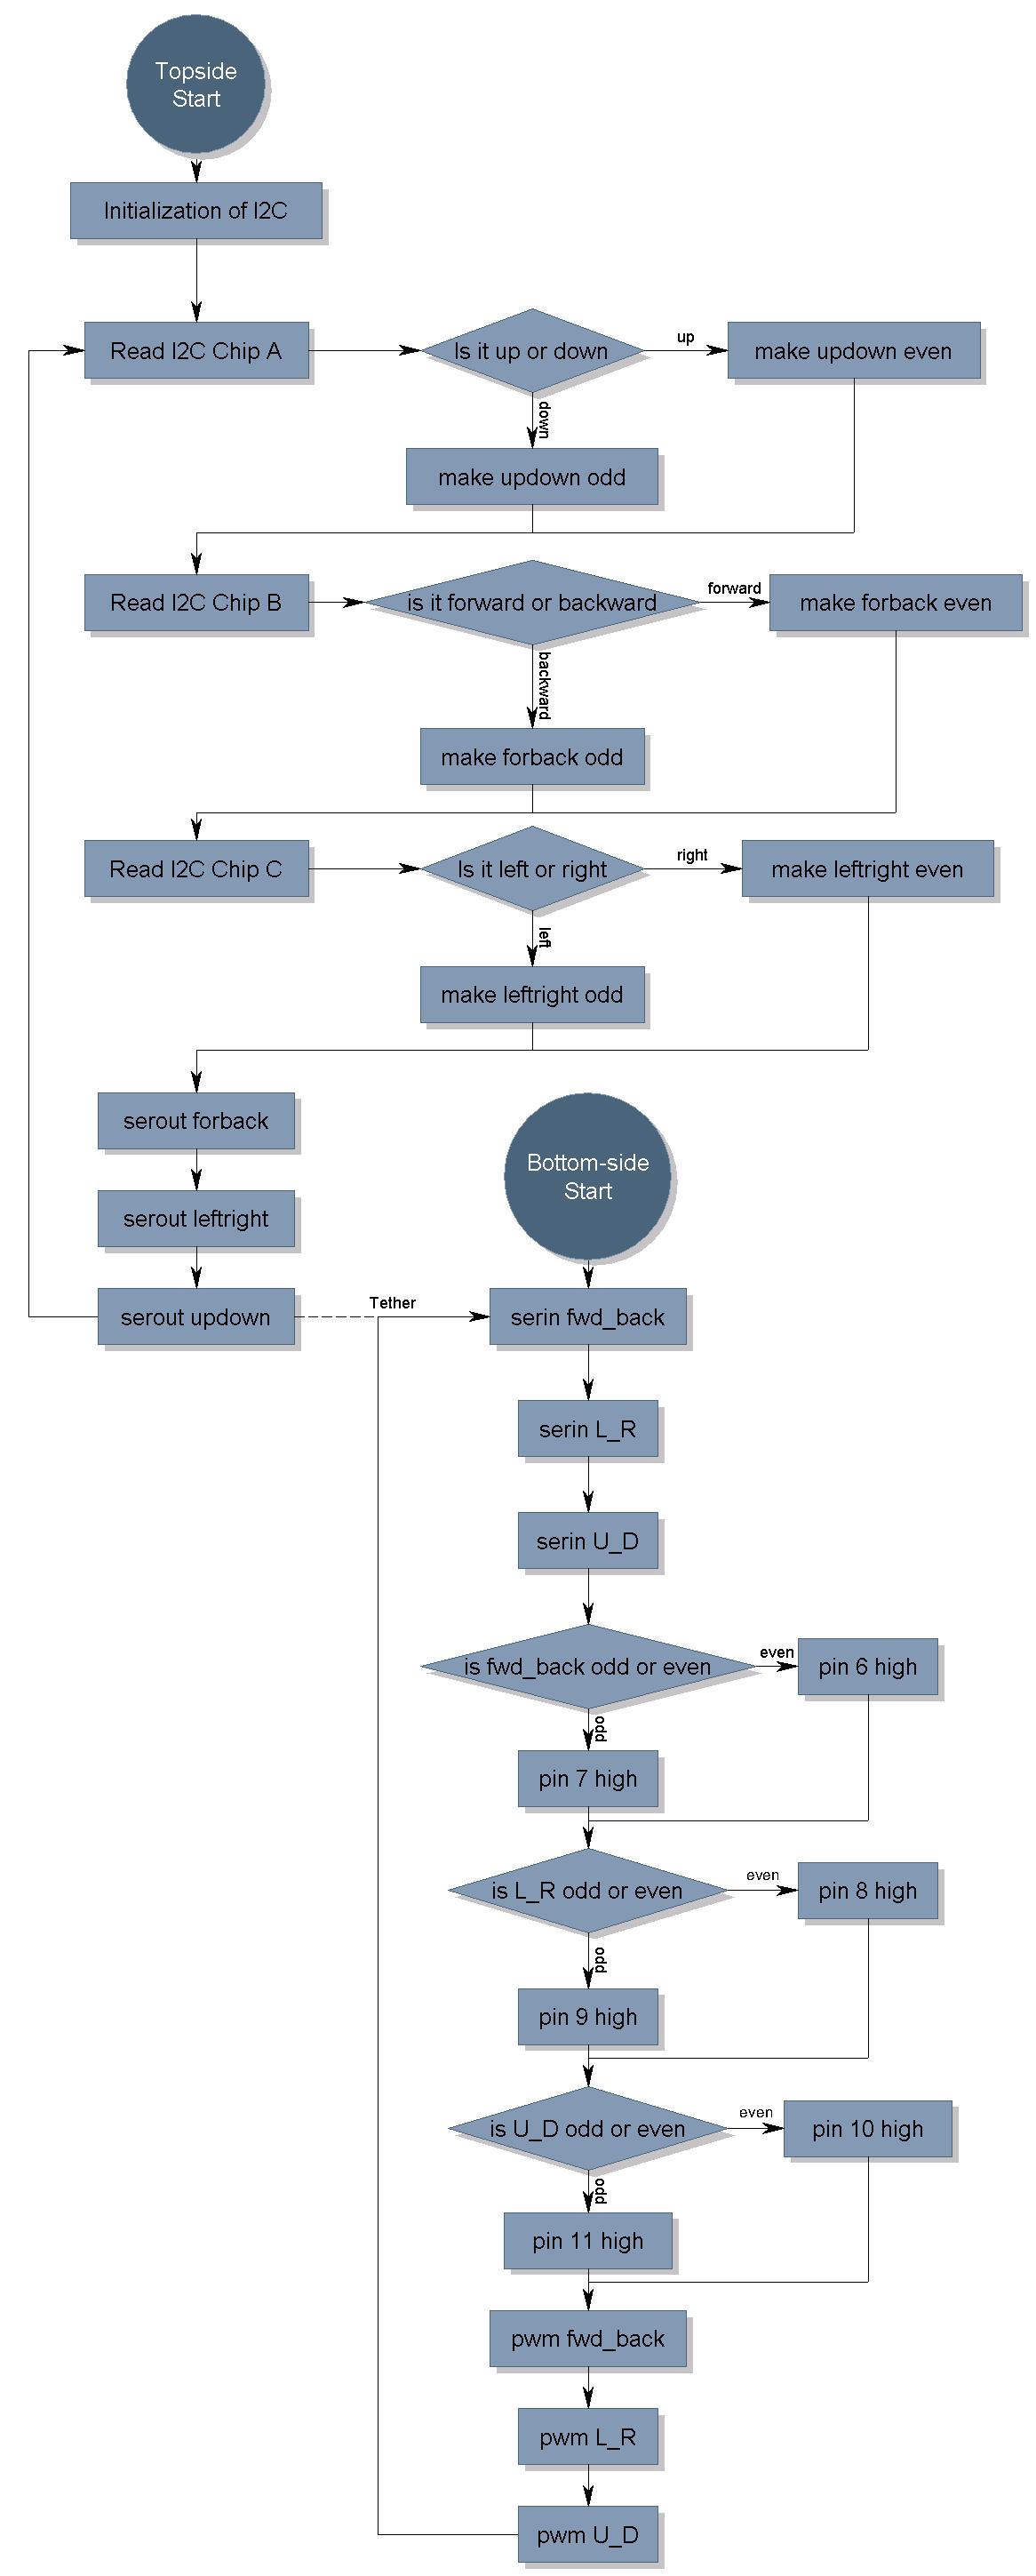 Topside
Start
Initialization of I2C
Read I2C Chip A
Is it up or down
up
make updown even
down
make updown odd
Read I2C Chip B
is it forward or backward
forward
make forback even
backward
make forback odd
Read I2C Chip C
Is it left or right
right
make leftright even
left
make leftright odd
serout forback
serout leftright
serout updown
Tether
Bottom-side
Start
serin fwd_back
serin L_R
serin U_D
is fwd_back odd or even
even
pin 6 high
odd
pin 7 high
is L_R odd or even
even
pin 8 high
odd
pin 9 high
is U_D odd or even
even
pin 10 high
odd
pin 11 high
pwm fwd_back
pwm L_R
pwm U_D